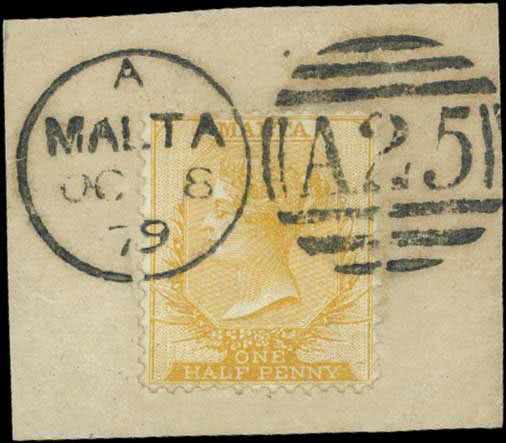 A
MALTA
OC 8
79
A25
MALTA
ONE
HALF PENNY